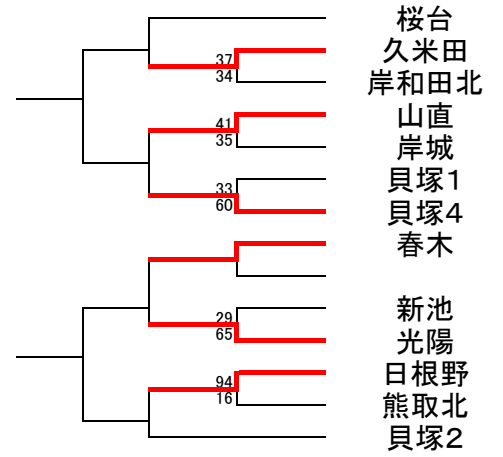 桜台
久米田
37
34
岸和田北
山直
41
35
岸城
貝塚1
33
60
貝塚4
春木
新池
29
65
光陽
日根野
94
16
熊取北
貝塚2